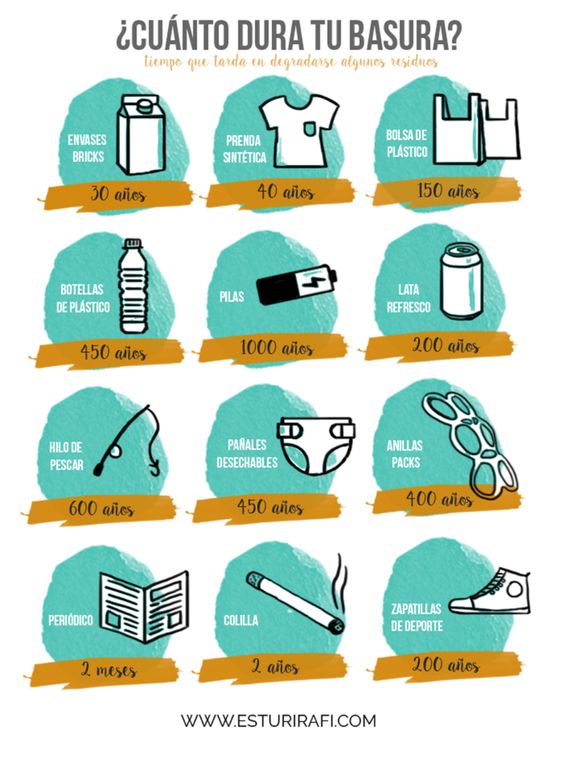 ¿CUÁNTO DURA TU BASURA?
tiempo que tarda en degradarse algunos residuos
ENVASES
BRICKS
30 años
PRENDA
SINTÉTICA
40 años
BOLSA DE
PLÁSTICO
150 años
BOTELLAS
DE PLÁSTICO
450 años
PILAS
1000 años
LATA
REFRESCO
200 años
HILO DE
PESCAR
600 años
PAÑALES
DESECHABLES
450 años
ANILLAS
PACKS
400 años
PERIÓDICO
2 meses
COLILLA
2 años
ZAPATILLAS
DE DEPORTE
200 años
WWW.ESTURIRAFI.COM